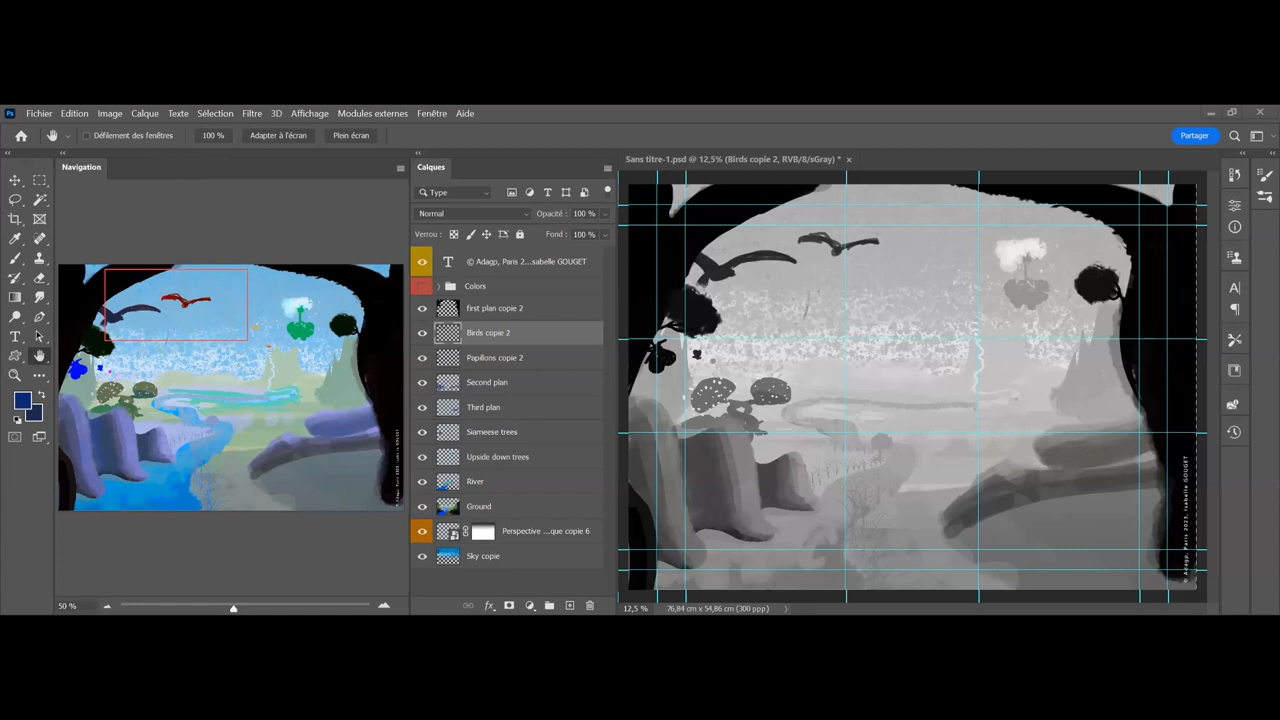 Ps Fichier Edition Image Calque Texte Sélection Filtre 3D Affichage Modules externes Fenêtre Aide
Défilement des fenêtres 100 % Adapter à l'écran Plein écran Partager
Navigation
Calques
Sans titre-1.psd @ 12,5% (Birds copie 2, RVB/8/sGray) *
Type
Normal Opacité : 100 %
Verrou : Fond : 100 %
T © Adagp, Paris 2...sabelle GOUGET
Colors
first plan copie 2
Birds copie 2
Papillons copie 2
Second plan
Third plan
Siameese trees
Upside down trees
River
Ground
Perspective ...que copie 6
Sky copie
50 %
fx
12,5 % 76,84 cm x 54,86 cm (300 ppp)
© Adagp, Paris 2023, Isabelle GOUGET